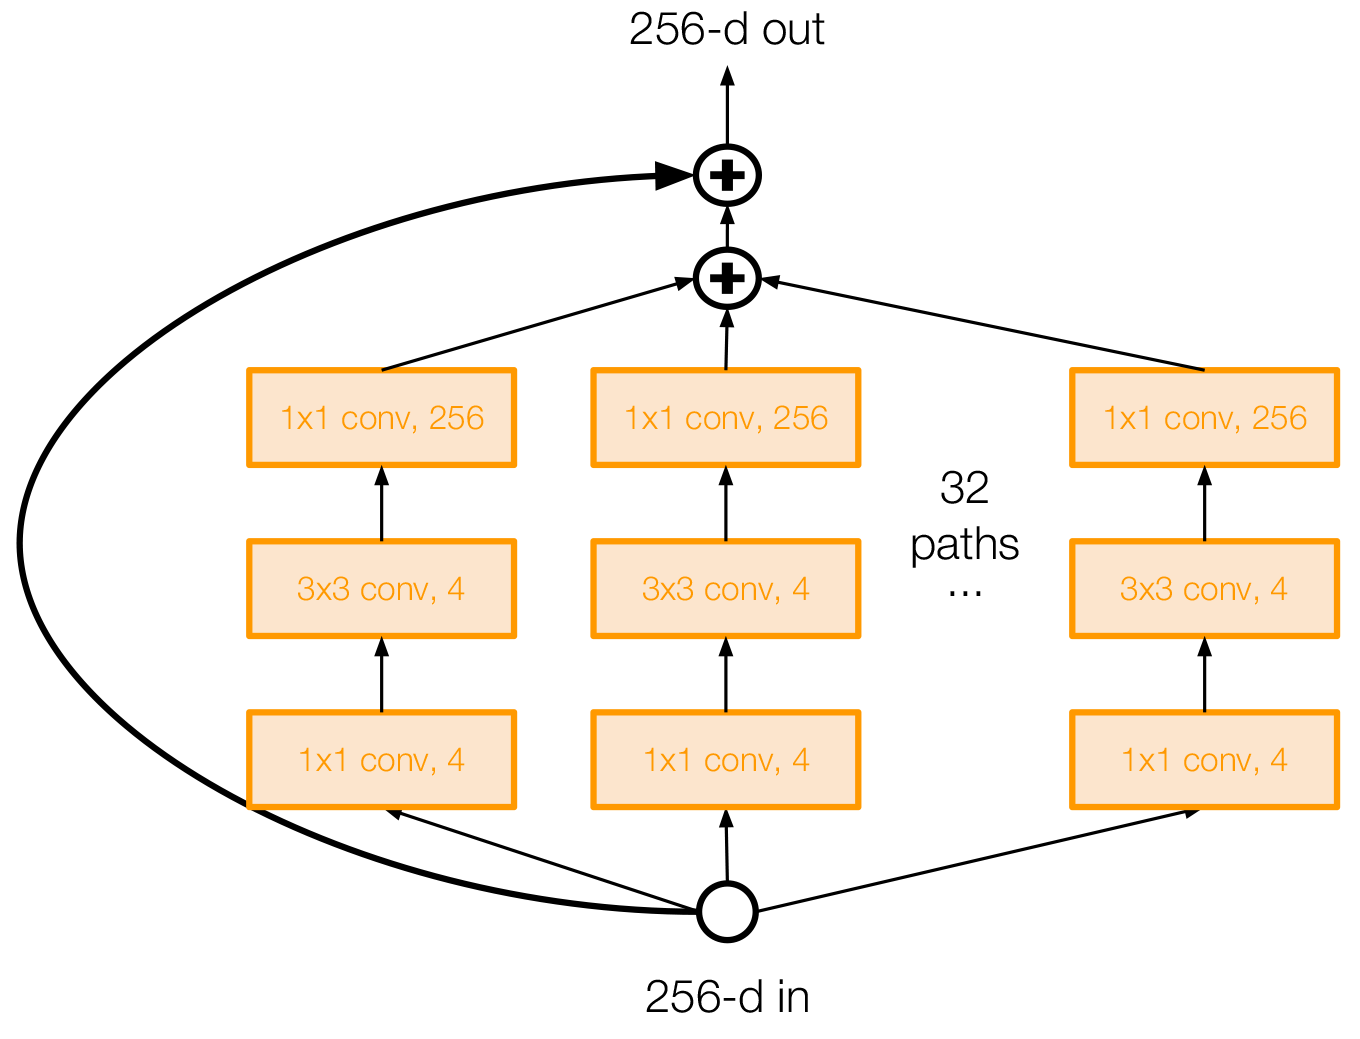 256-d out
1x1 conv, 256
1x1 conv, 256
1x1 conv, 256
32
paths
...
3x3 conv, 4
3x3 conv, 4
3x3 conv, 4
1x1 conv, 4
1x1 conv, 4
1x1 conv, 4
256-d in